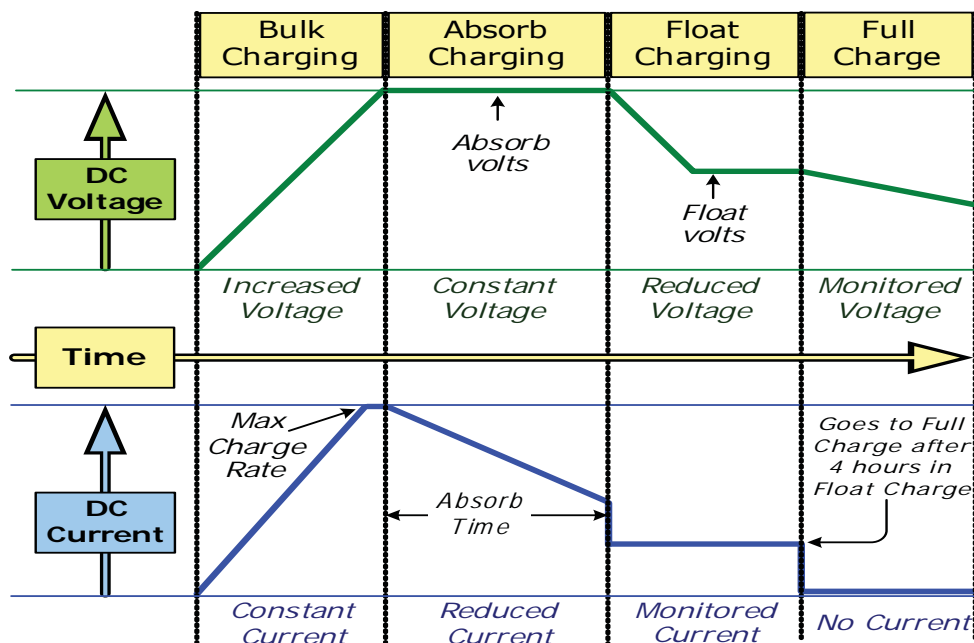 Bulk
Charging
Absorb
Charging
Float
Charging
Full
Charge
DC
Voltage
Absorb
volts
Float
volts
Increased
Voltage
Constant
Voltage
Reduced
Voltage
Monitored
Voltage
Time
DC
Current
Max
Charge
Rate
Absorb
Time
Goes to Full
Charge after
4 hours in
Float Charge
Constant
Current
Reduced
Current
Monitored
Current
No Current